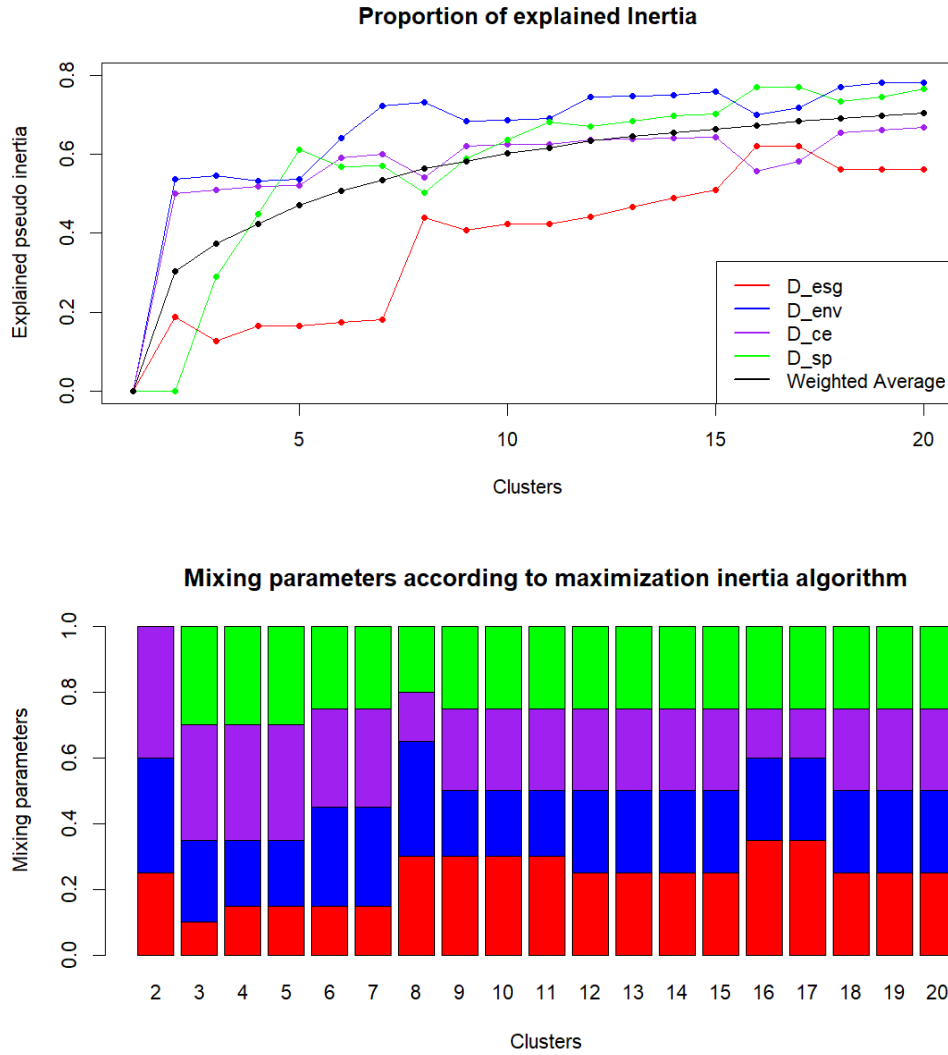 Proportion of explained Inertia
Explained pseudo inertia
0.8
0.6
0.4
0.2
0.0
D_esg
D_env
D_ce
D_sp
Weighted Average
5 10 15 20
Clusters
Mixing parameters according to maximization inertia algorithm
Mixing parameters
1.0
0.8
0.6
0.4
0.2
0.0
2 3 4 5 6 7 8 9 10 11 12 13 14 15 16 17 18 19 20
Clusters